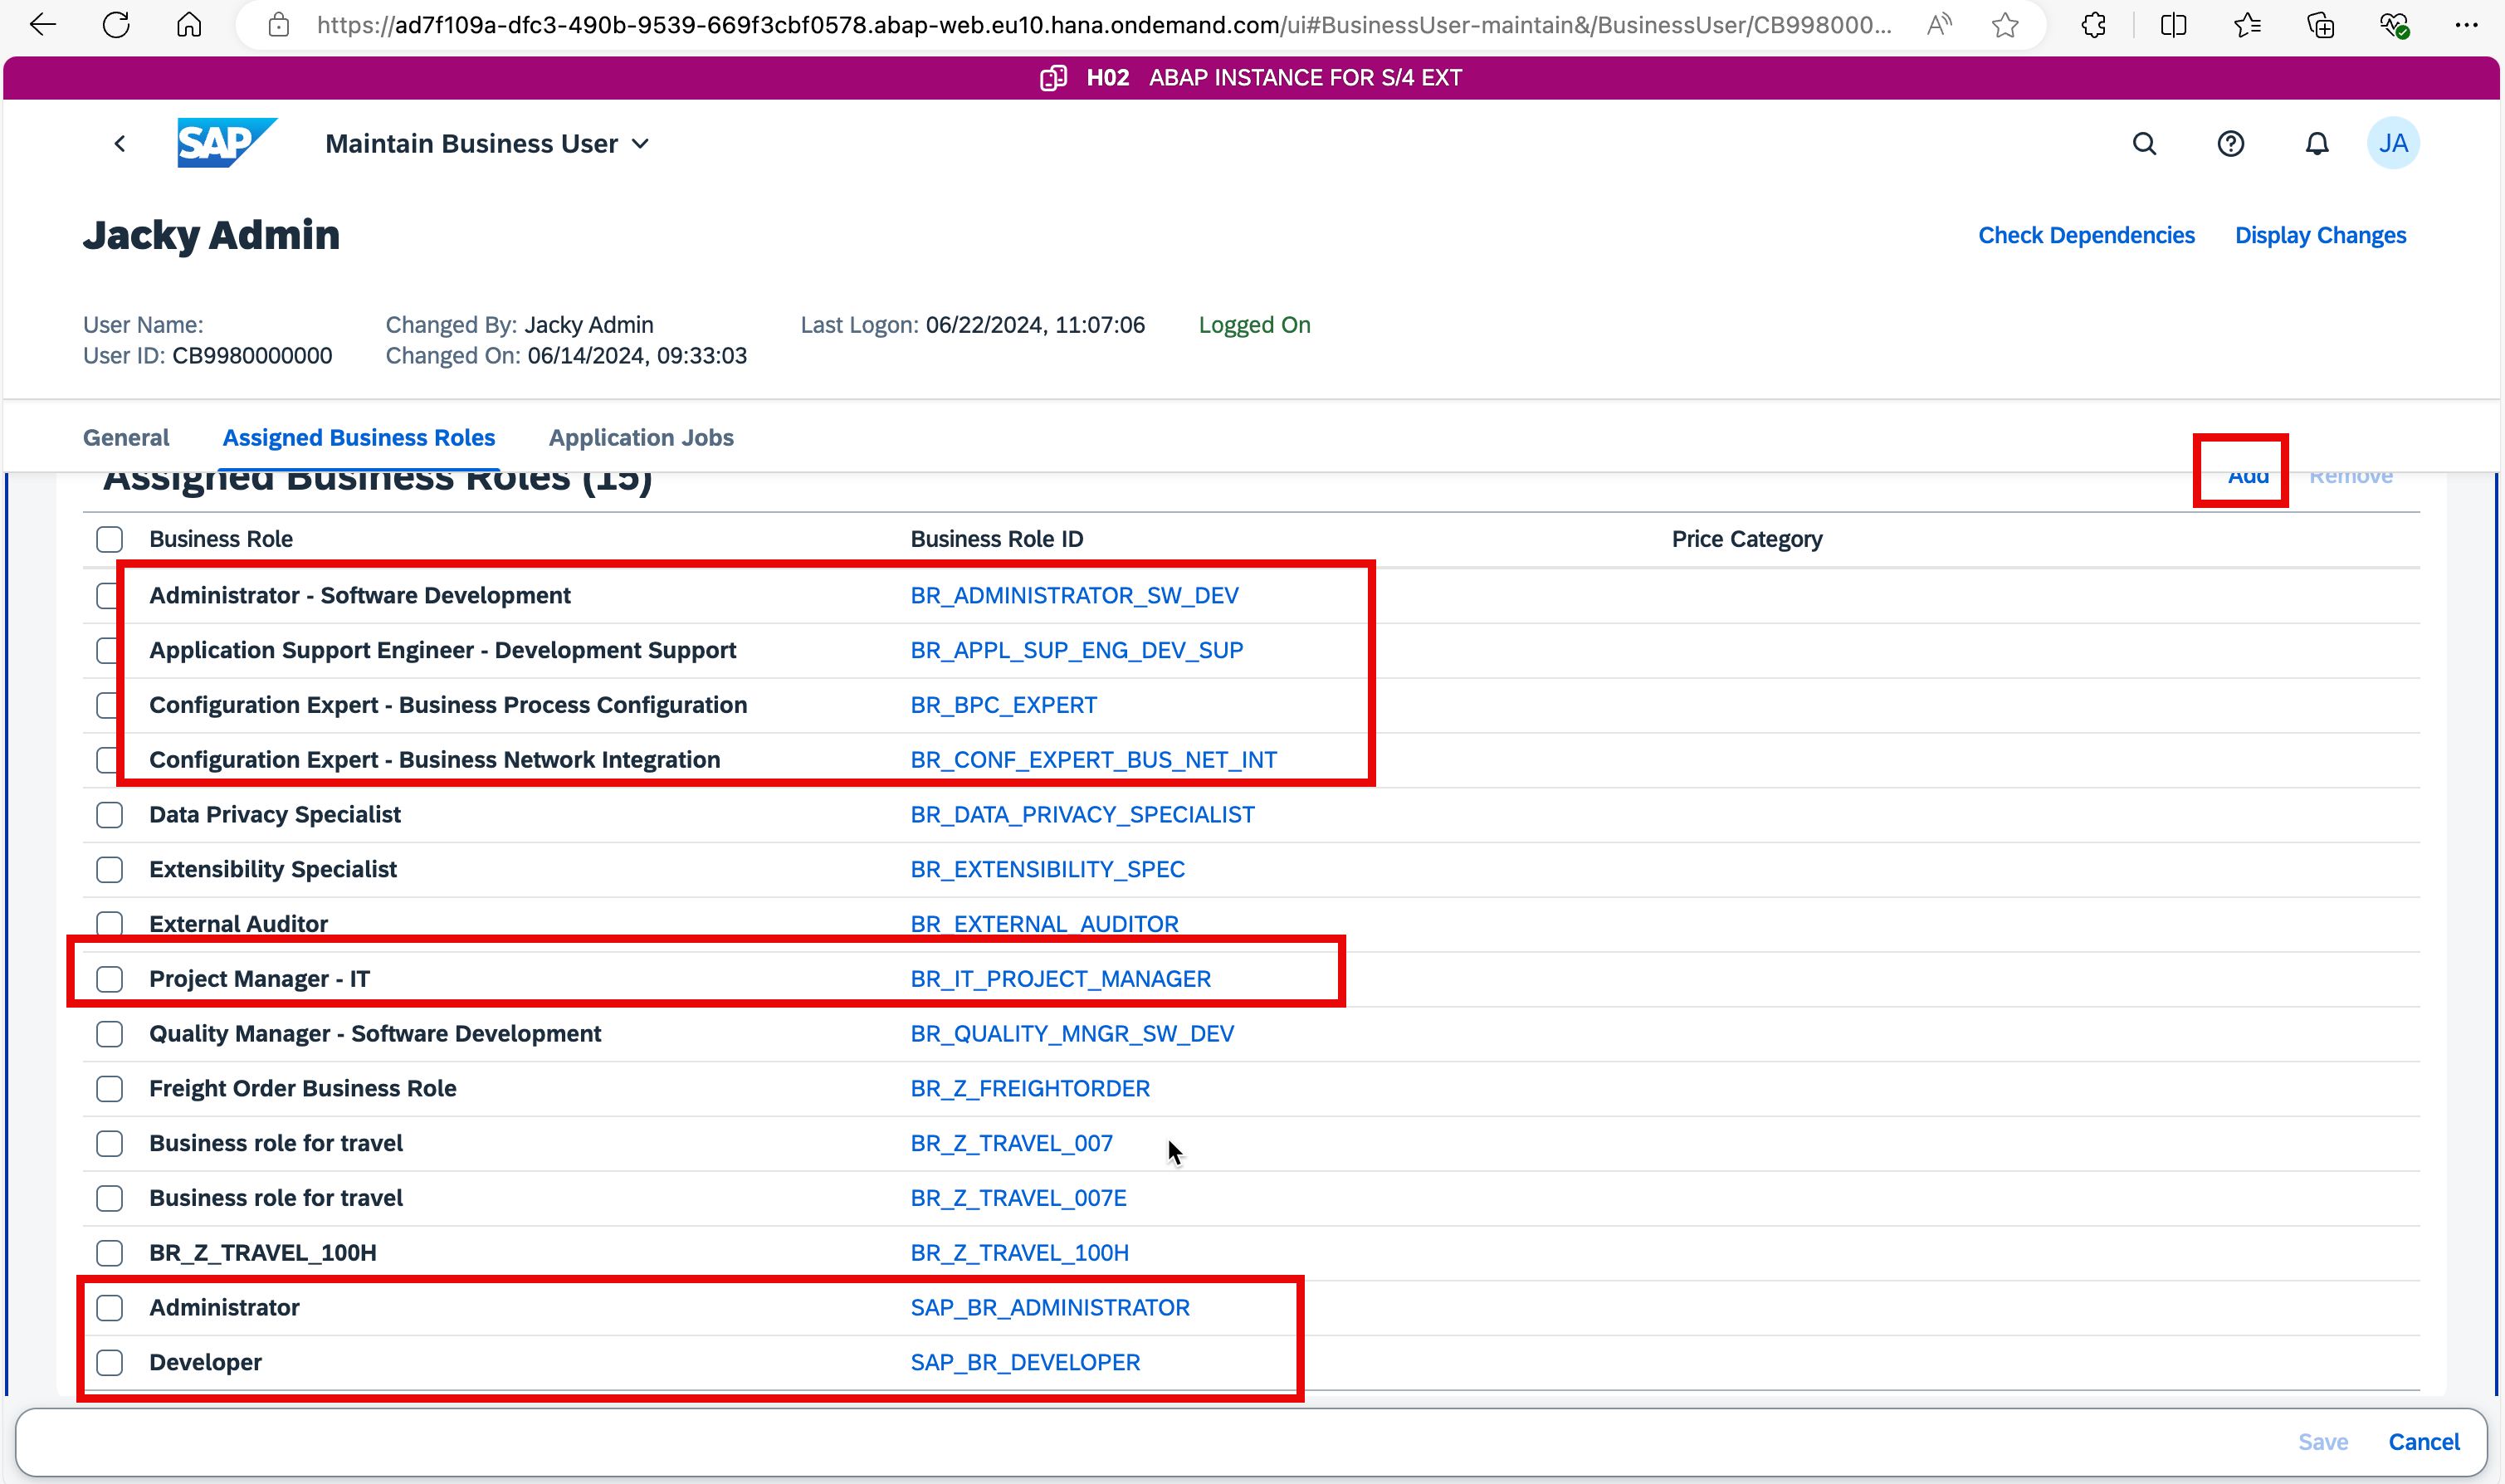 https://ad7f109a-dfc3-490b-9539-669f3cbf0578.abap-web.eu10.hana.ondemand.com/ui#BusinessUser-maintain&/BusinessUser/CB998000...
H02 ABAP INSTANCE FOR S/4 EXT
SAP Maintain Business User JA
Jacky Admin Check Dependencies Display Changes
User Name: Changed By: Jacky Admin Last Logon: 06/22/2024, 11:07:06 Logged On
User ID: CB9980000000 Changed On: 06/14/2024, 09:33:03
General Assigned Business Roles Application Jobs
Assigned Business Roles (15) Add Remove
Business Role Business Role ID Price Category
Administrator - Software Development BR_ADMINISTRATOR_SW_DEV
Application Support Engineer - Development Support BR_APPL_SUP_ENG_DEV_SUP
Configuration Expert - Business Process Configuration BR_BPC_EXPERT
Configuration Expert - Business Network Integration BR_CONF_EXPERT_BUS_NET_INT
Data Privacy Specialist BR_DATA_PRIVACY_SPECIALIST
Extensibility Specialist BR_EXTENSIBILITY_SPEC
External Auditor BR_EXTERNAL_AUDITOR
Project Manager - IT BR_IT_PROJECT_MANAGER
Quality Manager - Software Development BR_QUALITY_MNGR_SW_DEV
Freight Order Business Role BR_Z_FREIGHTORDER
Business role for travel BR_Z_TRAVEL_007
Business role for travel BR_Z_TRAVEL_007E
BR_Z_TRAVEL_100H BR_Z_TRAVEL_100H
Administrator SAP_BR_ADMINISTRATOR
Developer SAP_BR_DEVELOPER
Save Cancel